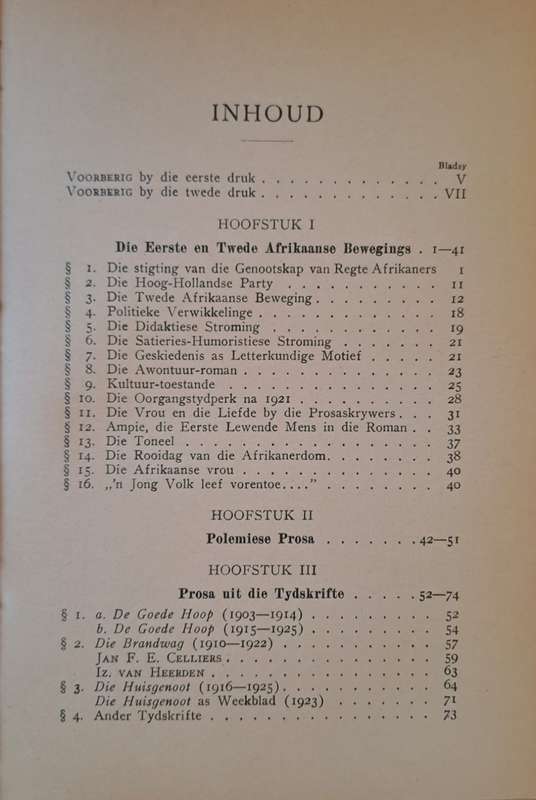 INHOUD
Bladsy
VOORBERIG by die eerste druk . . . . . . . . . . . . . V
VOORBERIG by die twede druk . . . . . . . . . . . . . VII
HOOFSTUK I
Die Eerste en Twede Afrikaanse Bewegings . 1—41
§ 1. Die stigting van die Genootskap van Regte Afrikaners 1
§ 2. Die Hoog-Hollandse Party . . . . . . . . . . . 11
§ 3. Die Twede Afrikaanse Beweging . . . . . . . . . 12
§ 4. Politieke Verwikkelinge . . . . . . . . . . . . . 18
§ 5. Die Didaktiese Stroming . . . . . . . . . . . . 19
§ 6. Die Satieries-Humoristiese Stroming . . . . . . . 21
§ 7. Die Geskiedenis as Letterkundige Motief . . . . . 21
§ 8. Die Awontuur-roman . . . . . . . . . . . . . . 23
§ 9. Kultuur-toestande . . . . . . . . . . . . . . . 25
§ 10. Die Oorgangstydperk na 1921 . . . . . . . . . . 28
§ 11. Die Vrou en die Liefde by die Prosaskrywers . . . 31
§ 12. Ampie, die Eerste Lewende Mens in die Roman . . 33
§ 13. Die Toneel . . . . . . . . . . . . . . . . . . 37
§ 14. Die Rooidag van die Afrikanerdom. . . . . . . . 38
§ 15. Die Afrikaanse vrou . . . . . . . . . . . . . . 40
§ 16. „'n Jong Volk leef vorentoe....” . . . . . . . . 40
HOOFSTUK II
Polemiese Prosa . . . . . . . 42—51
HOOFSTUK III
Prosa uit die Tydskrifte . . . . . 52—74
§ 1. a. De Goede Hoop (1903—1914) . . . . . . . . . 52
b. De Goede Hoop (1915—1925) . . . . . . . . . 54
§ 2. Die Brandwag (1910—1922) . . . . . . . . . . . 57
JAN F. E. CELLIERS . . . . . . . . . . . . . . . 59
IZ. VAN HEERDEN . . . . . . . . . . . . . . . . 63
§ 3. Die Huisgenoot (1916—1925). . . . . . . . . . . 64
Die Huisgenoot as Weekblad (1923) . . . . . . . 71
§ 4. Ander Tydskrifte . . . . . . . . . . . . . . . . 73